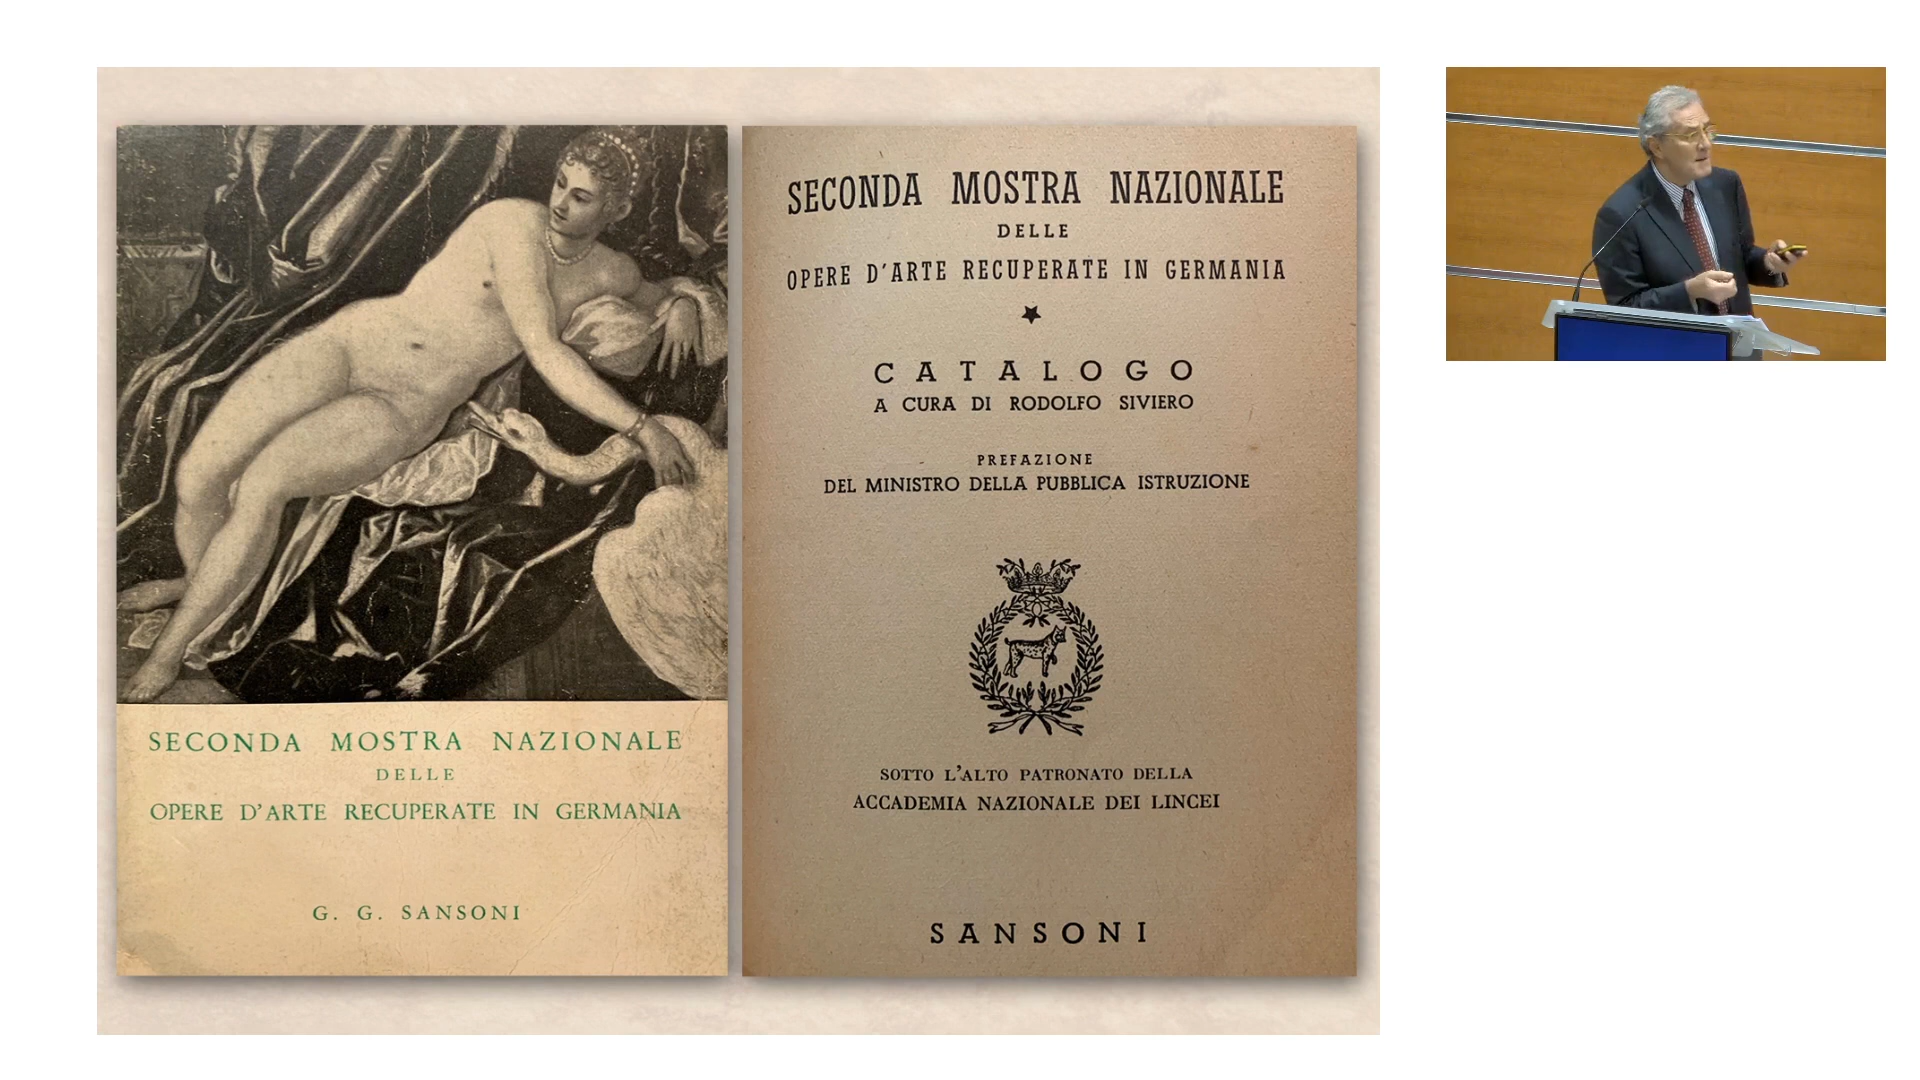 SECONDA MOSTRA NAZIONALE
DELLE
OPERE D'ARTE RECUPERATE IN GERMANIA
G. G. SANSONI
SECONDA MOSTRA NAZIONALE
DELLE
OPERE D'ARTE RECUPERATE IN GERMANIA
CATALOGO
A CURA DI RODOLFO SIVIERO
PREFAZIONE
DEL MINISTRO DELLA PUBBLICA ISTRUZIONE
SOTTO L'ALTO PATRONATO DELLA
ACCADEMIA NAZIONALE DEI LINCEI
SANSONI